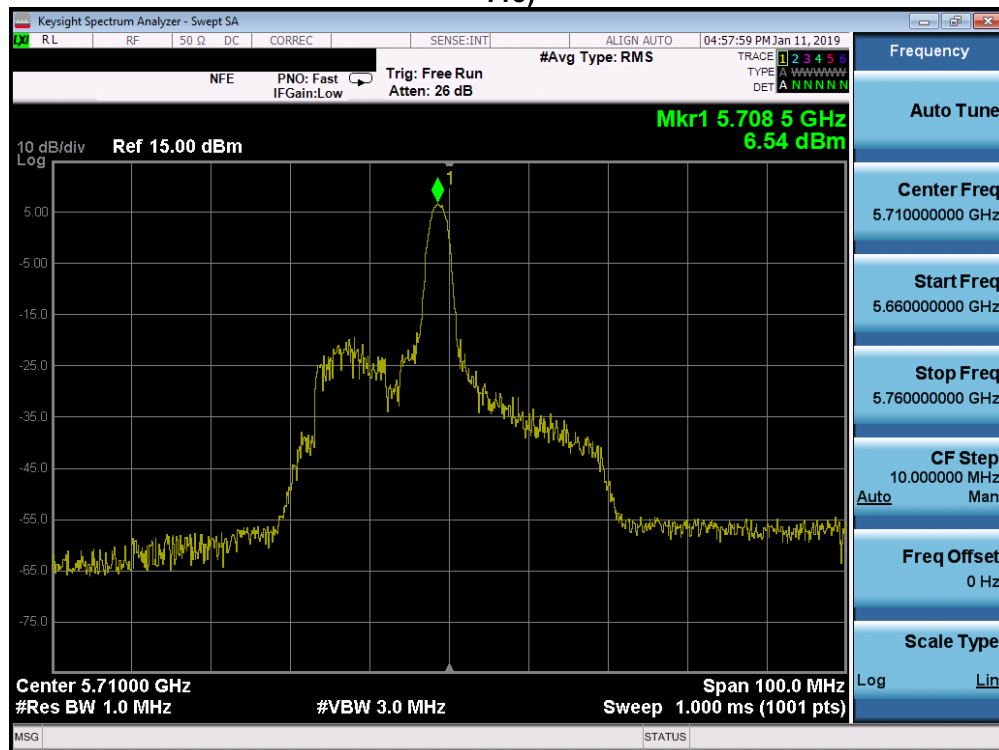 Keysight Spectrum Analyzer - Swept SA
LXI RL RF 50 Ω DC CORREC SENSE:INT ALIGN AUTO 04:57:59 PM Jan 11, 2019
#Avg Type: RMS TRACE 1 2 3 4 5 6
NFE PNO: Fast Trig: Free Run TYPE A WWWWW
IFGain:Low Atten: 26 dB DET A N N N N N
Mkr1 5.708 5 GHz
10 dB/div Ref 15.00 dBm 6.54 dBm
Log
1
5.00
-5.00
-15.0
-25.0
-35.0
-45.0
-55.0
-65.0
-75.0
Center 5.71000 GHz Span 100.0 MHz
#Res BW 1.0 MHz #VBW 3.0 MHz Sweep 1.000 ms (1001 pts)
MSG STATUS
Frequency
Auto Tune
Center Freq
5.710000000 GHz
Start Freq
5.660000000 GHz
Stop Freq
5.760000000 GHz
CF Step
10.000000 MHz
Auto Man
Freq Offset
0 Hz
Scale Type
Log Lin